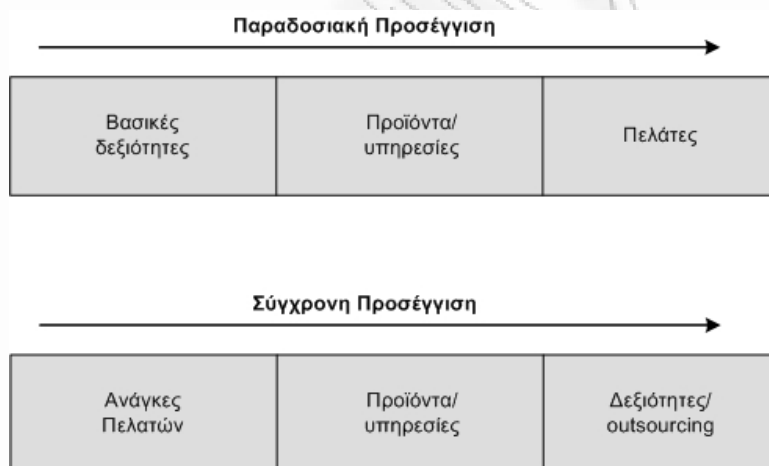 Παραδοσιακή Προσέγγιση
Βασικές
δεξιότητες
Προϊόντα/
υπηρεσίες
Πελάτες
Σύγχρονη Προσέγγιση
Ανάγκες
Πελατών
Προϊόντα/
υπηρεσίες
Δεξιότητες/
outsourcing